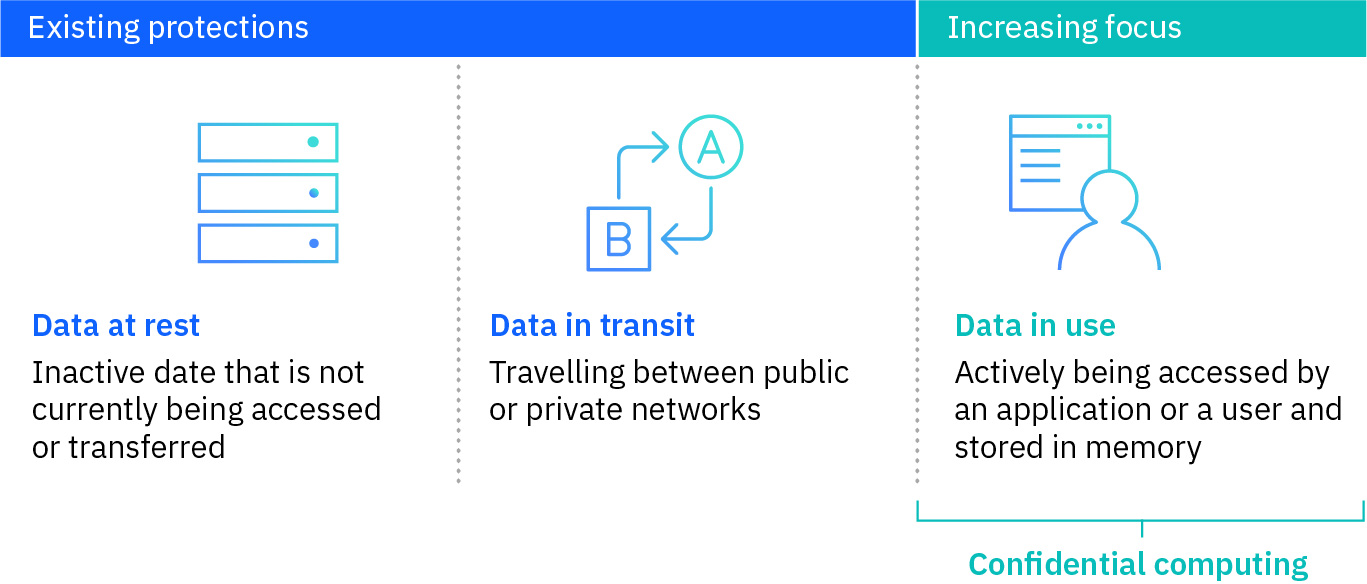 Existing protections
Increasing focus
A
B
Data at rest
Inactive date that is not
currently being accessed
or transferred
Data in transit
Travelling between public
or private networks
Data in use
Actively being accessed by
an application or a user and
stored in memory
Confidential computing